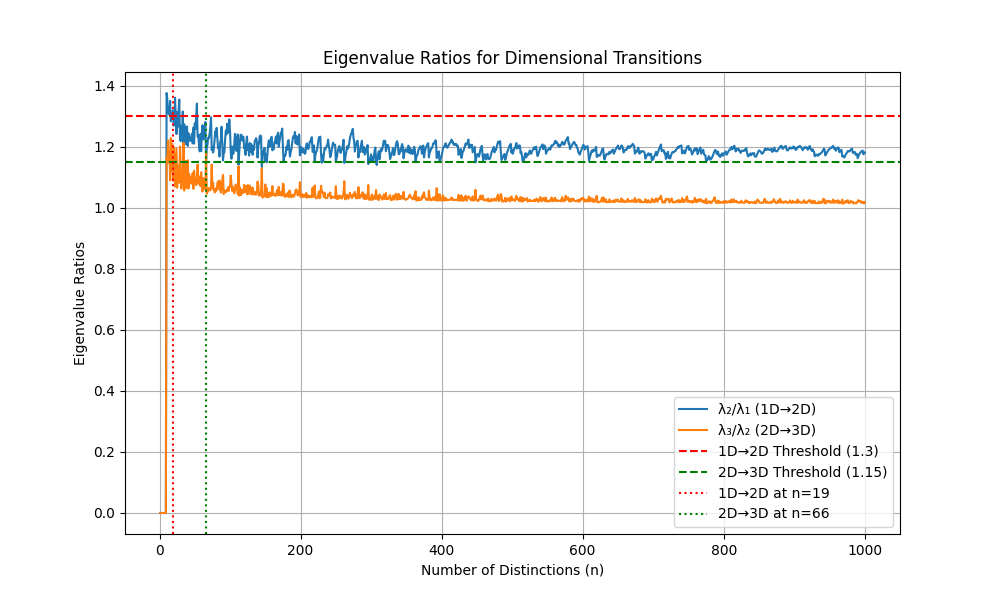 Eigenvalue Ratios for Dimensional Transitions
1.4
1.2
1.0
0.8
0.6
0.4
0.2
0.0
Eigenvalue Ratios
λ₂/λ₁ (1D→2D)
λ₃/λ₂ (2D→3D)
1D→2D Threshold (1.3)
2D→3D Threshold (1.15)
1D→2D at n=19
2D→3D at n=66
0 200 400 600 800 1000
Number of Distinctions (n)